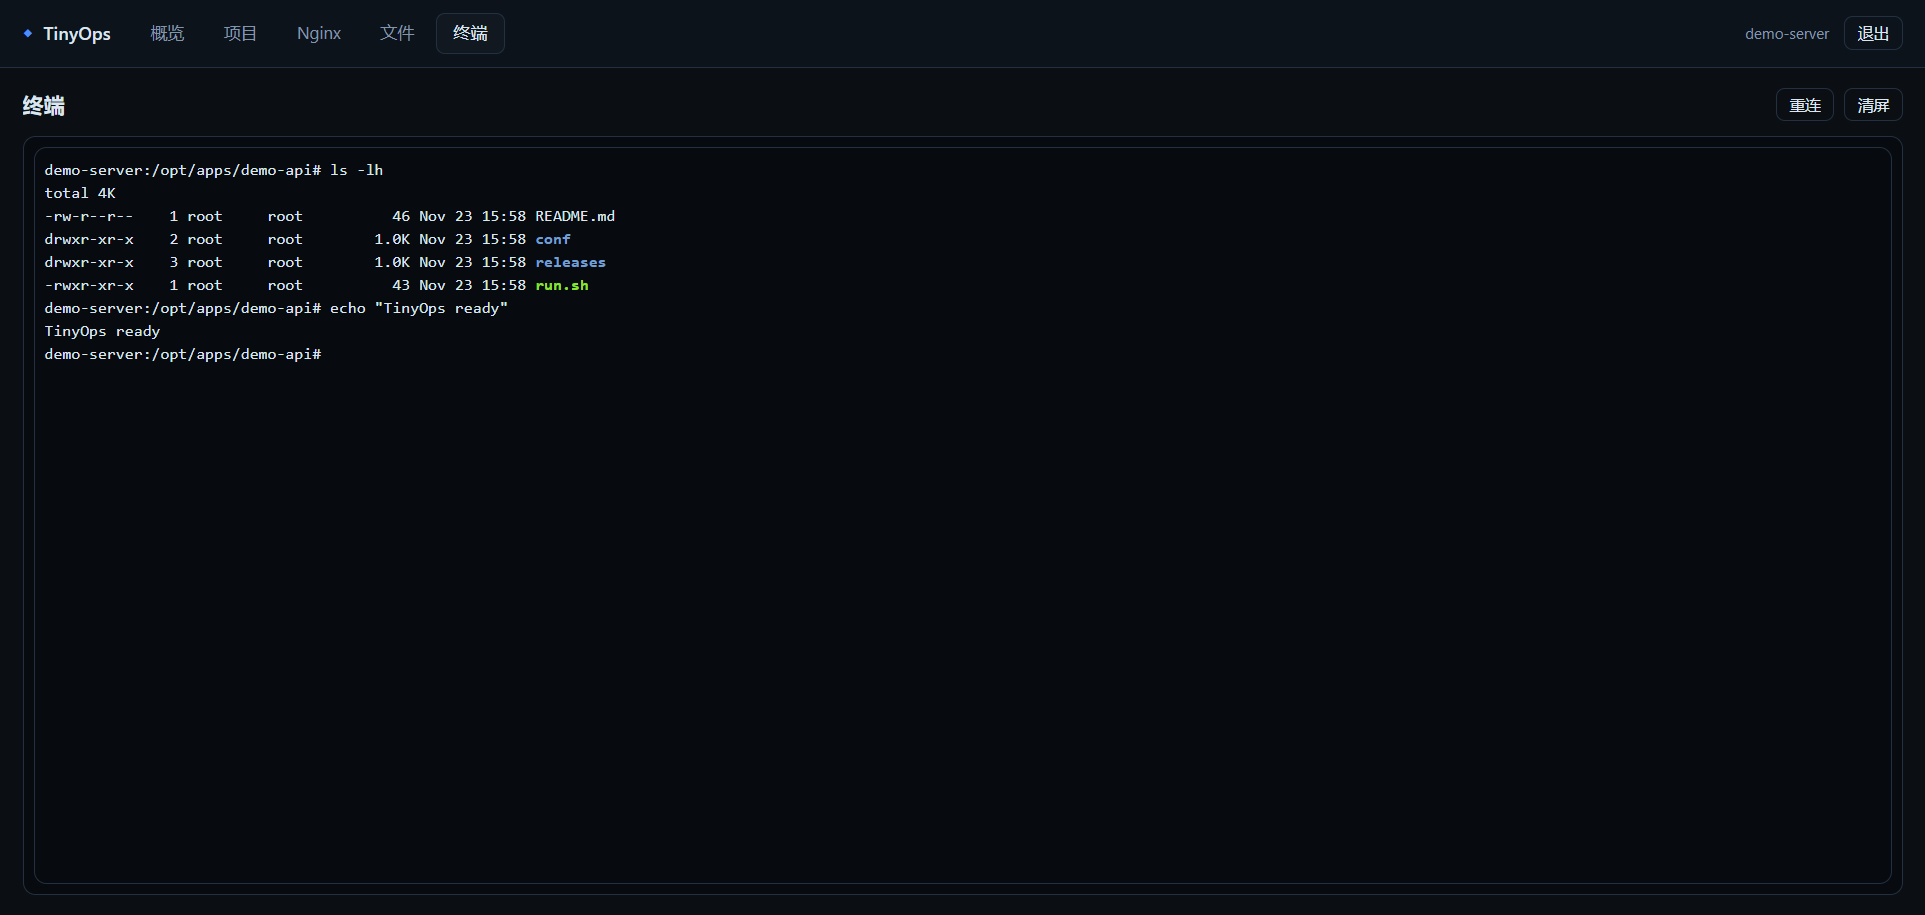 TinyOps 概览 项目 Nginx 文件 终端 demo-server 退出
终端 重连 清屏
demo-server:/opt/apps/demo-api# ls -lh
total 4K
-rw-r--r--    1 root     root          46 Nov 23 15:58 README.md
drwxr-xr-x    2 root     root        1.0K Nov 23 15:58 conf
drwxr-xr-x    3 root     root        1.0K Nov 23 15:58 releases
-rwxr-xr-x    1 root     root          43 Nov 23 15:58 run.sh
demo-server:/opt/apps/demo-api# echo "TinyOps ready"
TinyOps ready
demo-server:/opt/apps/demo-api#